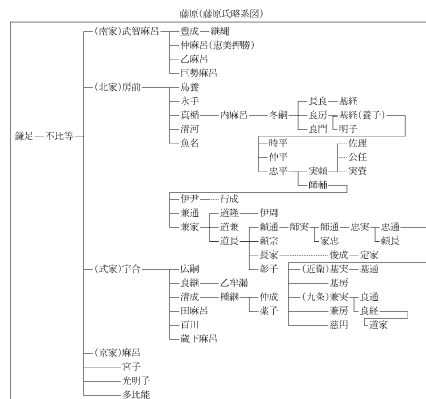 藤原(藤原氏略系図)
(南家)武智麻呂 豊成 継縄
仲麻呂(恵美押勝)
乙麻呂
巨勢麻呂
(北家)房前 鳥養
永手 長良 基経
真楯 内麻呂 冬嗣 良房 基経(養子)
清河 良門 明子
鎌足 不比等 魚名 時平 佐理
仲平 公任
忠平 実頼 実資
師輔
伊尹 行成
兼通 道隆 伊周
兼家 道兼 頼通 師実 師通 忠実 忠通
道長 頼宗 家忠 頼長
長家 俊成 定家
(式家)宇合 広嗣 彰子 (近衛)基実 基通
良継 乙牟漏 基房
清成 種継 仲成 (九条)兼実 良通
田麻呂 薬子 兼房 良経
百川 慈円 道家
蔵下麻呂
(京家)麻呂
宮子
光明子
多比能